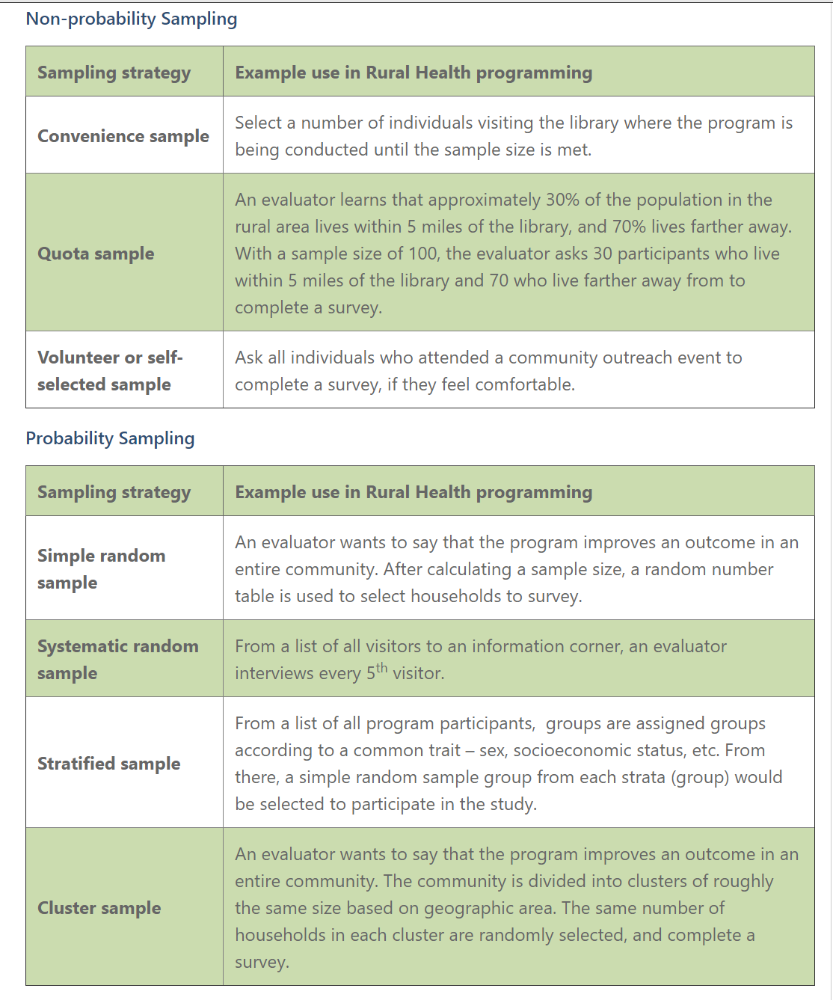 Non-probability Sampling
Sampling strategy
Example use in Rural Health programming
Convenience sample
Select a number of individuals visiting the library where the program is
being conducted until the sample size is met.
Quota sample
An evaluator learns that approximately 30% of the population in the
rural area lives within 5 miles of the library, and 70% lives farther away.
With a sample size of 100, the evaluator asks 30 participants who live
within 5 miles of the library and 70 who live farther away from to
complete a survey.
Volunteer or self-
selected sample
Ask all individuals who attended a community outreach event to
complete a survey, if they feel comfortable.
Probability Sampling
Sampling strategy
Example use in Rural Health programming
Simple random
sample
An evaluator wants to say that the program improves an outcome in an
entire community. After calculating a sample size, a random number
table is used to select households to survey.
Systematic random
sample
From a list of all visitors to an information corner, an evaluator
interviews every 5th visitor.
Stratified sample
From a list of all program participants,  groups are assigned groups
according to a common trait – sex, socioeconomic status, etc. From
there, a simple random sample group from each strata (group) would
be selected to participate in the study.
Cluster sample
An evaluator wants to say that the program improves an outcome in an
entire community. The community is divided into clusters of roughly
the same size based on geographic area. The same number of
households in each cluster are randomly selected, and complete a
survey.